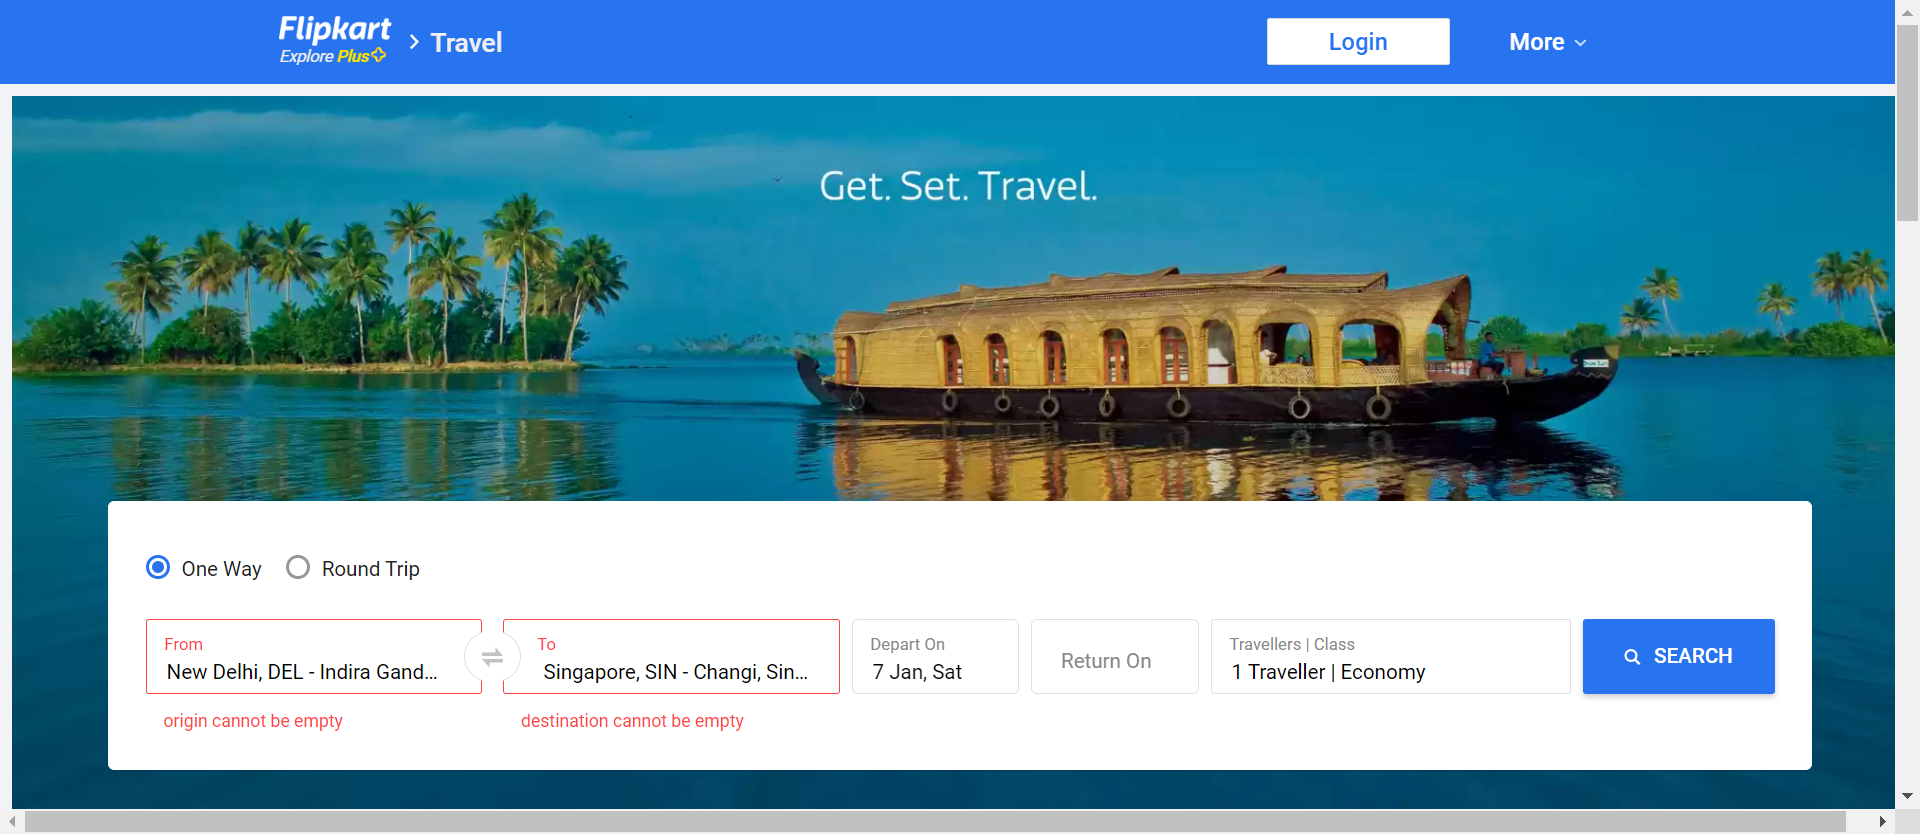 Flipkart
Explore Plus
Travel
Login
More
Get. Set. Travel.
One Way
Round Trip
From
New Delhi, DEL - Indira Gand...
To
Singapore, SIN - Changi, Sin...
Depart On
7 Jan, Sat
Return On
Travellers | Class
1 Traveller | Economy
SEARCH
origin cannot be empty
destination cannot be empty